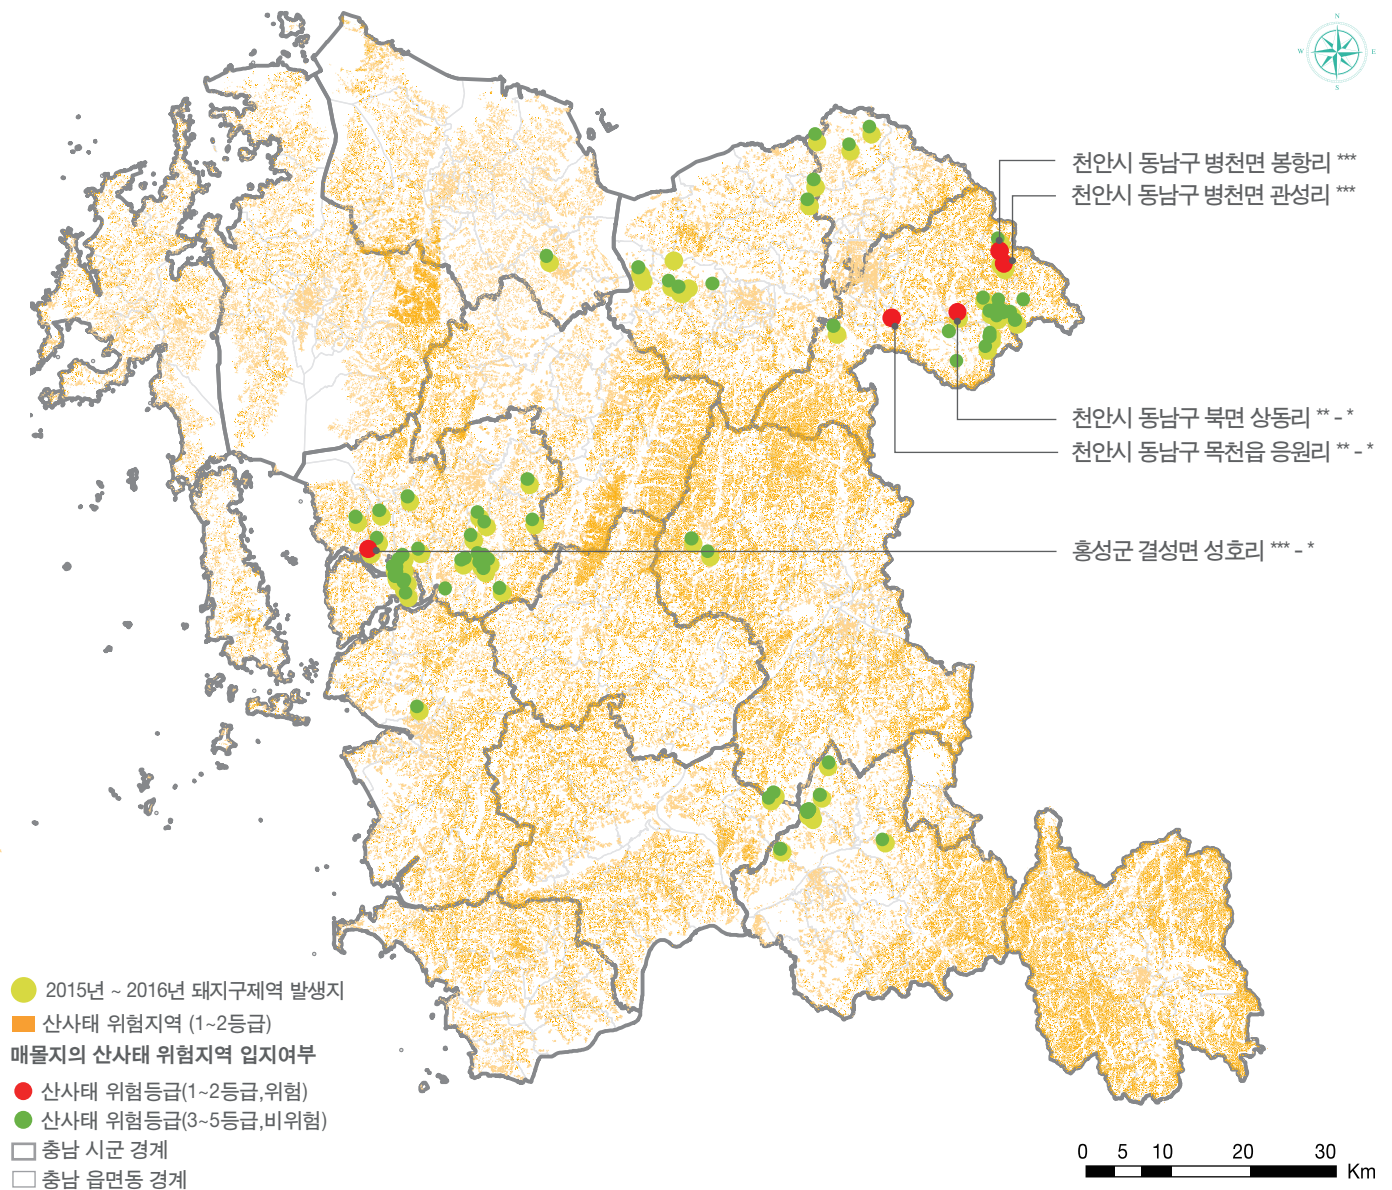 N
W E
S
천안시 동남구 병천면 봉항리 ***
천안시 동남구 병천면 관성리 ***
천안시 동남구 북면 상동리 ** - *
천안시 동남구 목천읍 응원리 ** - *
홍성군 결성면 성호리 *** - *
2015년 ~ 2016년 돼지구제역 발생지
산사태 위험지역 (1~2등급)
매몰지의 산사태 위험지역 입지여부
산사태 위험등급(1~2등급,위험)
산사태 위험등급(3~5등급,비위험)
충남 시군 경계
충남 읍면동 경계
0 5 10 20 30
Km